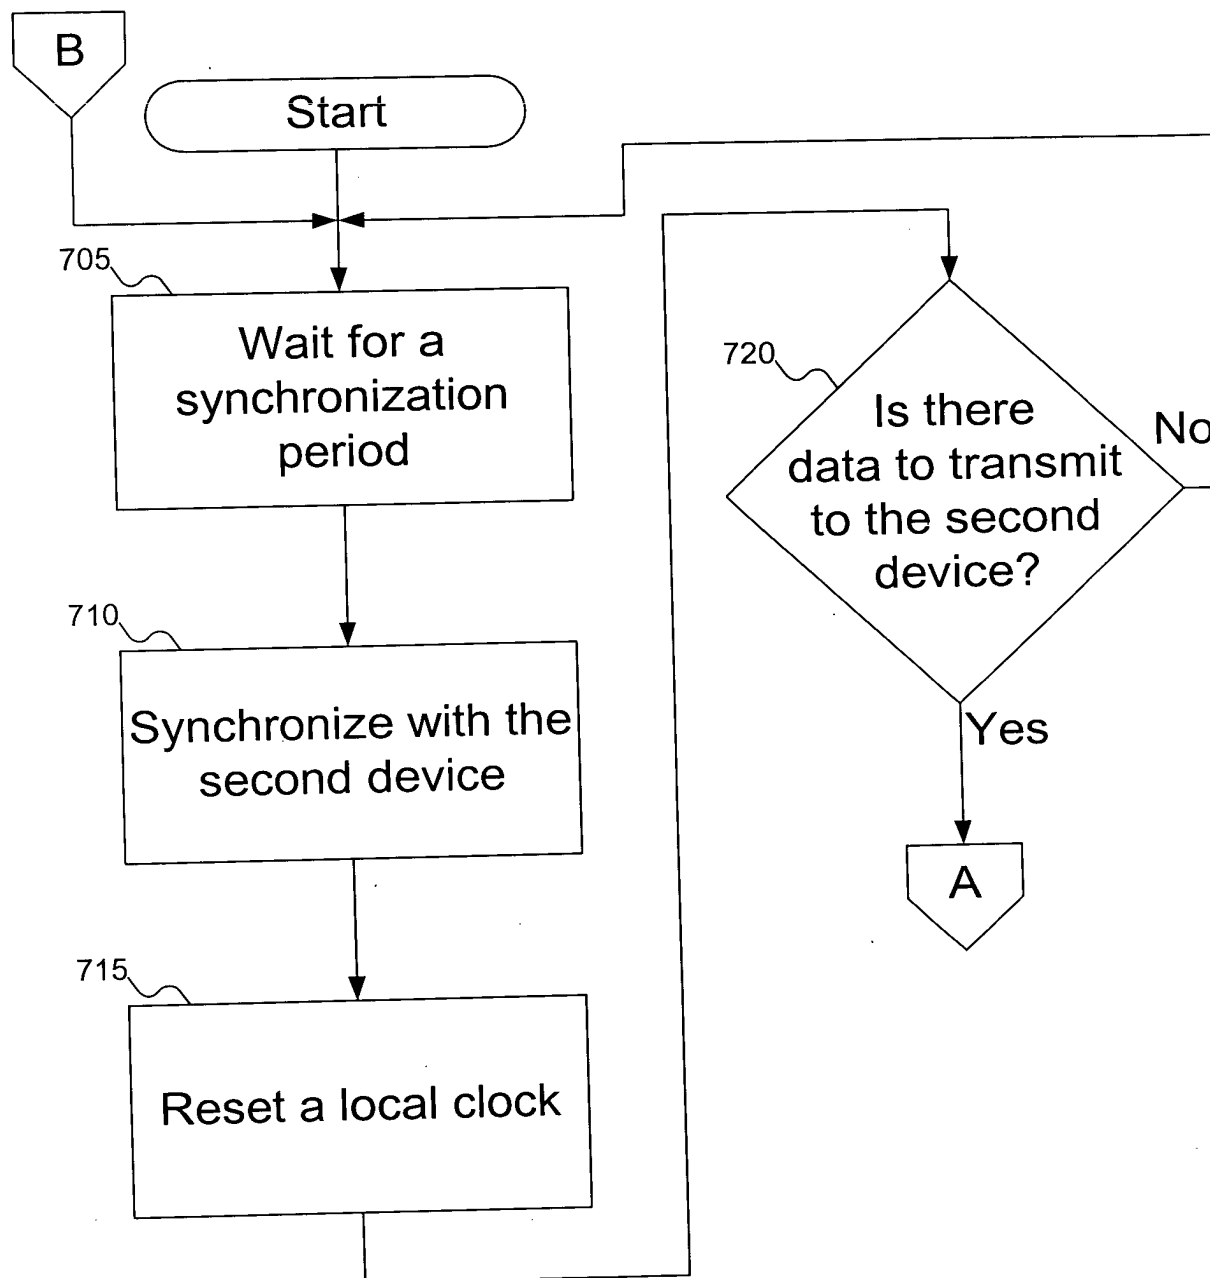 B
Start
705
Wait for a
synchronization
period
710
Synchronize with the
second device
715
Reset a local clock
720
Is there
data to transmit
to the second
device?
No
Yes
A